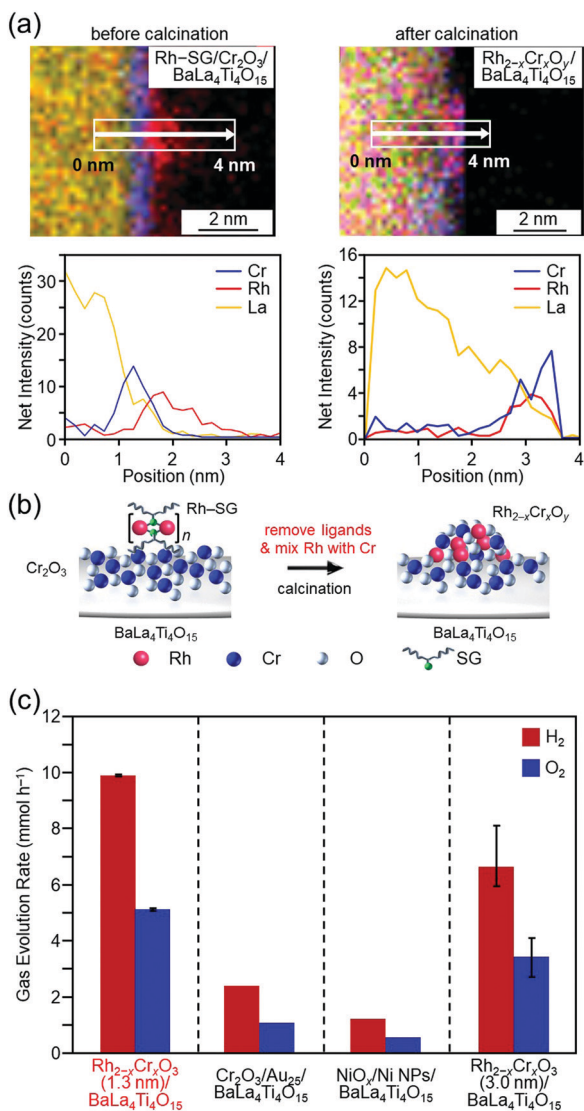 (a)
before calcination
after calcination
Rh–SG/Cr₂O₃/
BaLa₄Ti₄O₁₅
Rh₂₋ₓCrₓOᵧ/
BaLa₄Ti₄O₁₅
0 nm
4 nm
0 nm
4 nm
2 nm
2 nm
Net Intensity (counts)
30
20
10
0
Cr
Rh
La
0 1 2 3 4
Position (nm)
Net Intensity (counts)
16
12
8
4
0
Cr
Rh
La
0 1 2 3 4
Position (nm)
(b)
Rh–SG
n
Cr₂O₃
BaLa₄Ti₄O₁₅
remove ligands
& mix Rh with Cr
calcination
Rh₂₋ₓCrₓOᵧ
BaLa₄Ti₄O₁₅
Rh Cr O SG
(c)
Gas Evolution Rate (mmol h⁻¹)
12
10
8
6
4
2
0
H₂
O₂
Rh₂₋ₓCrₓO₃
(1.3 nm)/
BaLa₄Ti₄O₁₅
Cr₂O₃/Au₂₅/
BaLa₄Ti₄O₁₅
NiOₓ/Ni NPs/
BaLa₄Ti₄O₁₅
Rh₂₋ₓCrₓO₃
(3.0 nm)/
BaLa₄Ti₄O₁₅